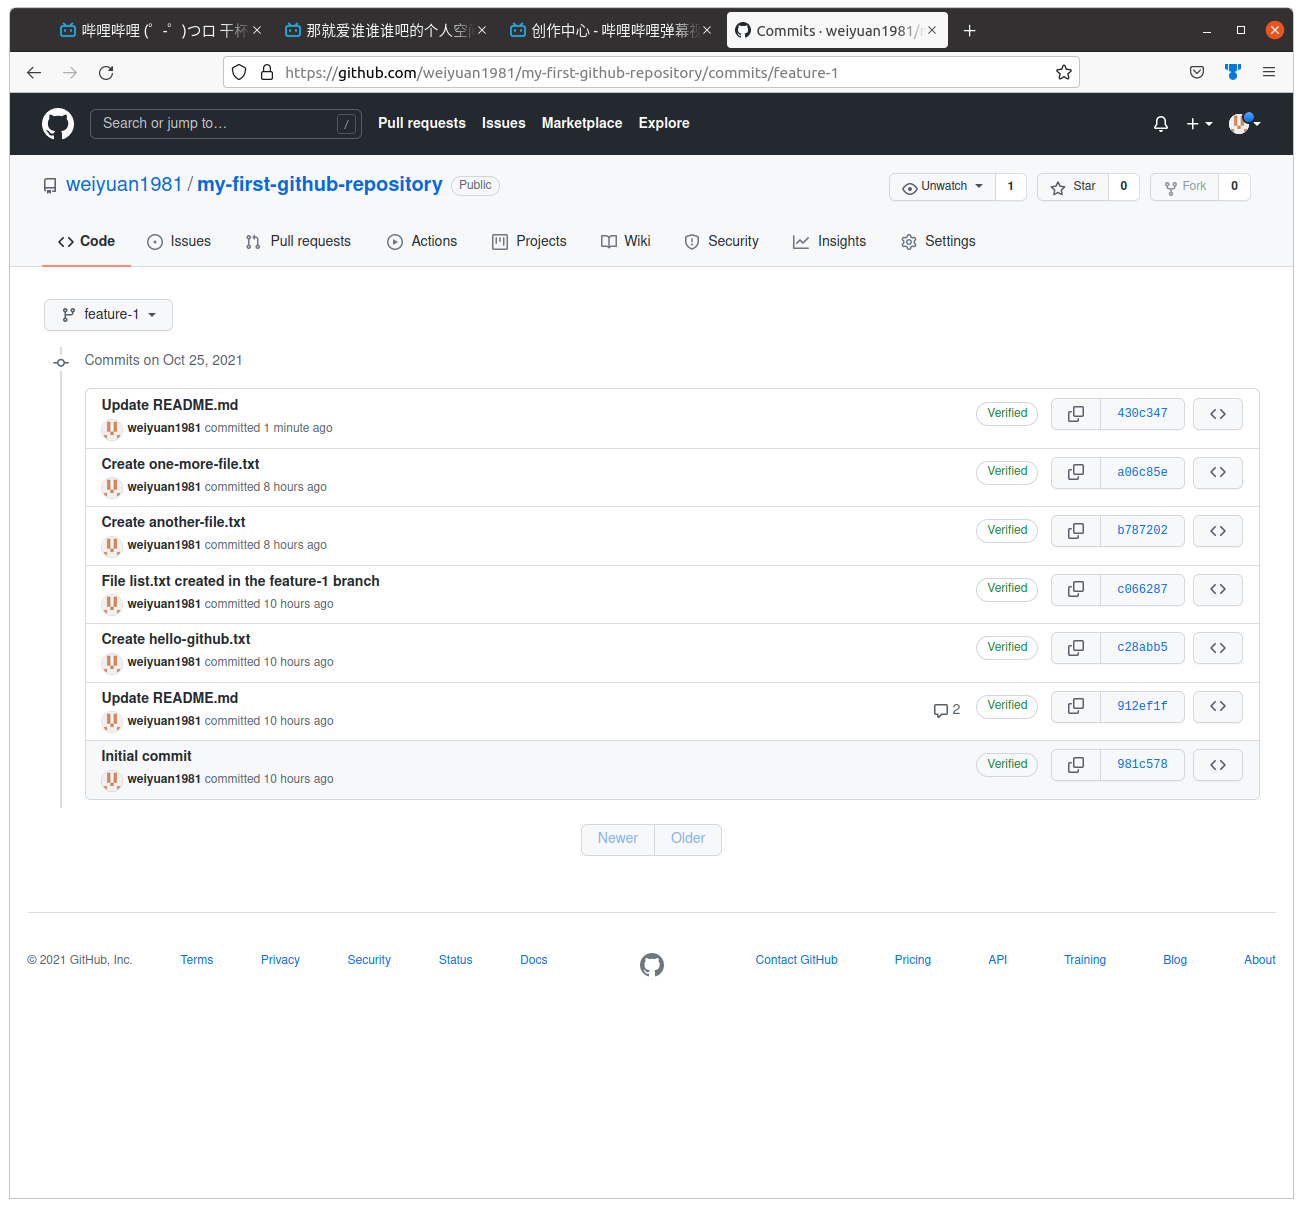 哔哩哔哩 (゜-゜)つロ 干杯
那就爱谁谁谁吧的个人空间
创作中心 - 哔哩哔哩弹幕视
Commits · weiyuan1981/
https://github.com/weiyuan1981/my-first-github-repository/commits/feature-1
Search or jump to… / Pull requests Issues Marketplace Explore
weiyuan1981 / my-first-github-repository Public Unwatch 1 Star 0 Fork 0
Code Issues Pull requests Actions Projects Wiki Security Insights Settings
feature-1
Commits on Oct 25, 2021
Update README.md
weiyuan1981 committed 1 minute ago Verified 430c347
Create one-more-file.txt
weiyuan1981 committed 8 hours ago Verified a06c85e
Create another-file.txt
weiyuan1981 committed 8 hours ago Verified b787202
File list.txt created in the feature-1 branch
weiyuan1981 committed 10 hours ago Verified c066287
Create hello-github.txt
weiyuan1981 committed 10 hours ago Verified c28abb5
Update README.md
weiyuan1981 committed 10 hours ago 2 Verified 912ef1f
Initial commit
weiyuan1981 committed 10 hours ago Verified 981c578
Newer Older
© 2021 GitHub, Inc. Terms Privacy Security Status Docs Contact GitHub Pricing API Training Blog About